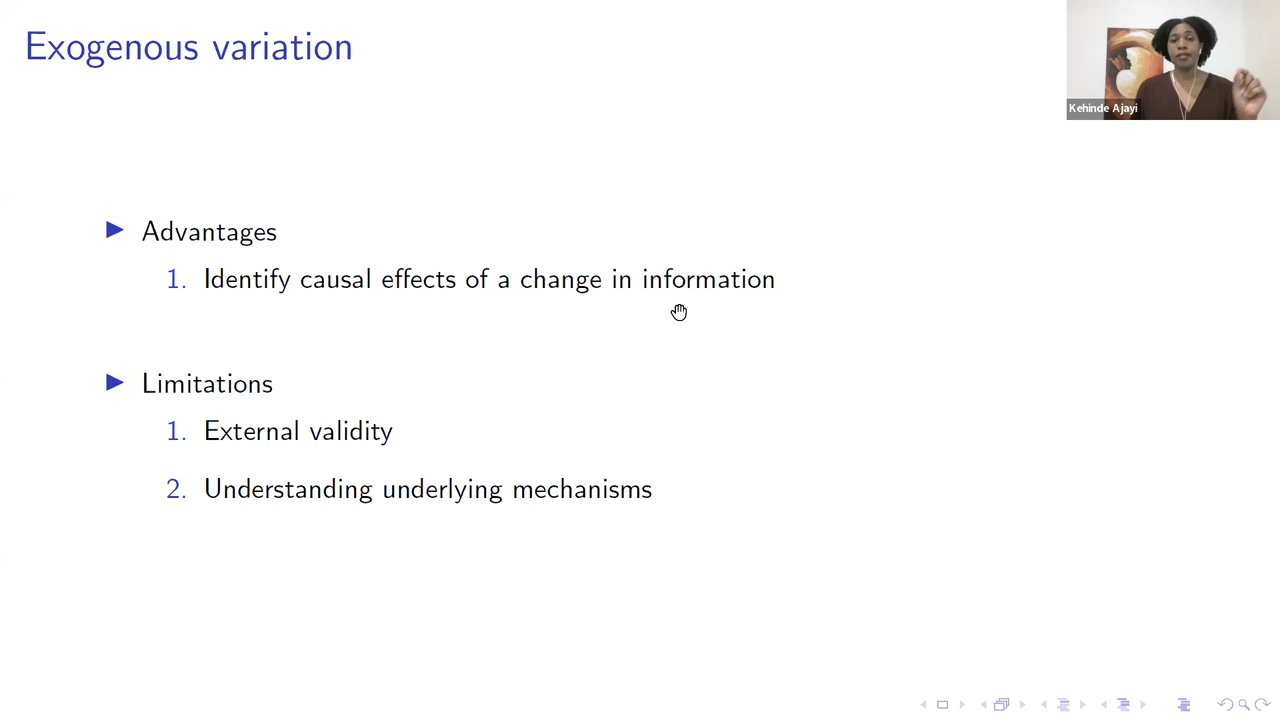 Exogenous variation
Kehinde Ajayi
Advantages
1. Identify causal effects of a change in information
Limitations
1. External validity
2. Understanding underlying mechanisms